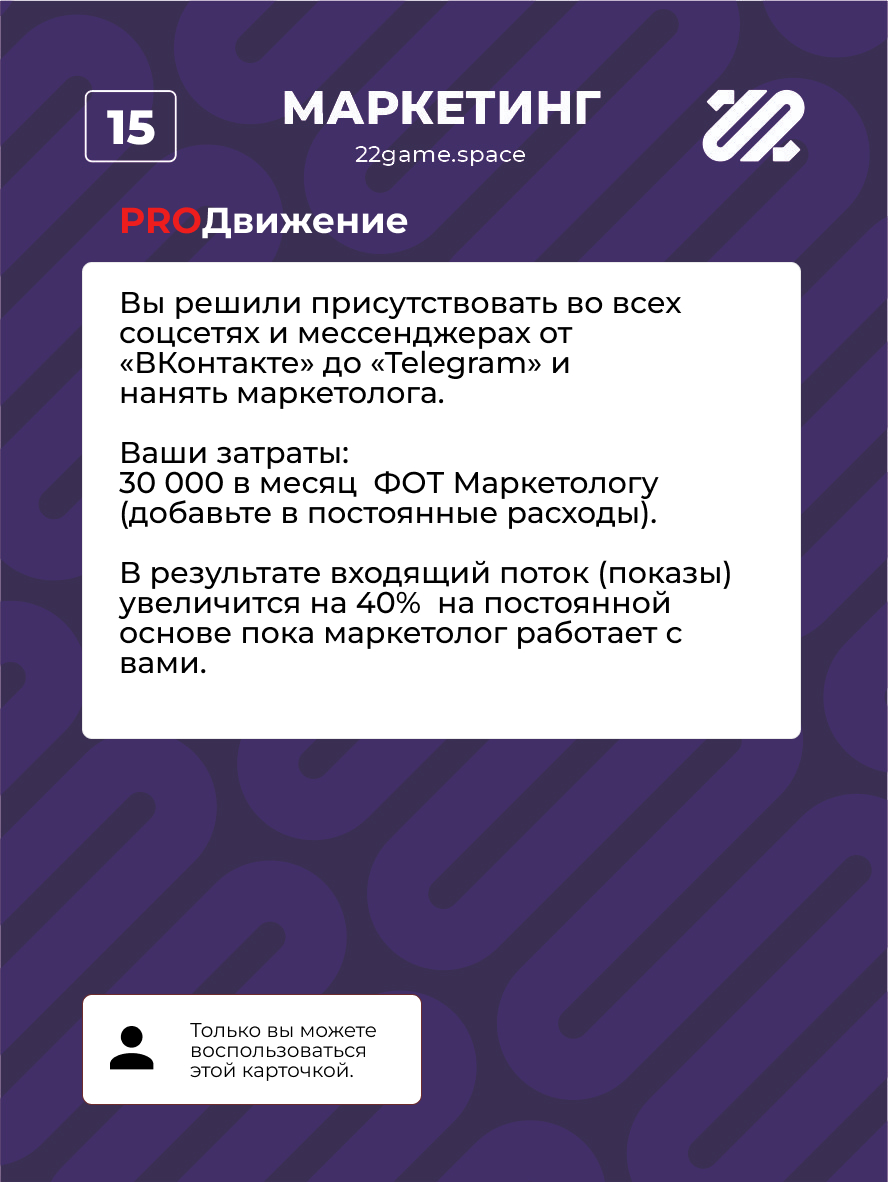 15
МАРКЕТИНГ
22game.space
PROДвижение
Вы решили присутствовать во всех
соцсетях и мессенджерах от
«ВКонтакте» до «Telegram» и
нанять маркетолога.
Ваши затраты:
30 000 в месяц  ФОТ Маркетологу
(добавьте в постоянные расходы).
В результате входящий поток (показы)
увеличится на 40%  на постоянной
основе пока маркетолог работает с
вами.
Только вы можете
воспользоваться
этой карточкой.